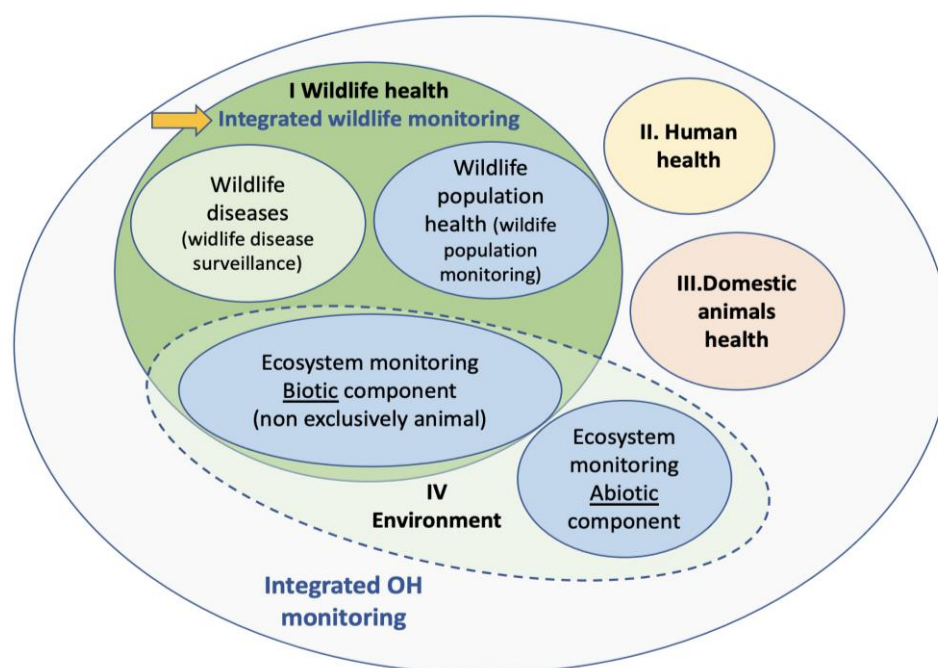 I Wildlife health
Integrated wildlife monitoring
Wildlife
diseases
(widlife disease
surveillance)
Wildlife
population
health (wildife
population
monitoring)
II. Human
health
III.Domestic
animals
health
Ecosystem monitoring
Biotic component
(non exclusively animal)
Ecosystem
monitoring
Abiotic
component
IV
Environment
Integrated OH
monitoring